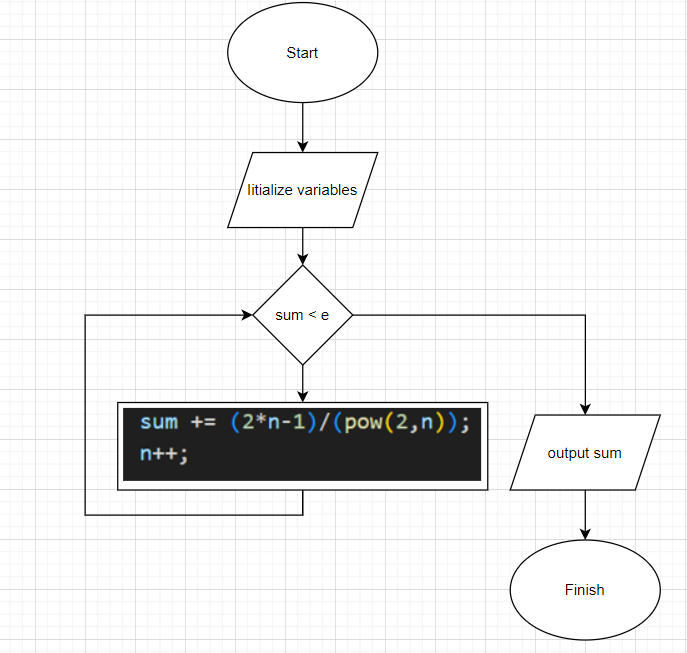 Start
Iitialize variables
sum < e
sum += (2*n-1)/(pow(2,n));
n++;
output sum
Finish